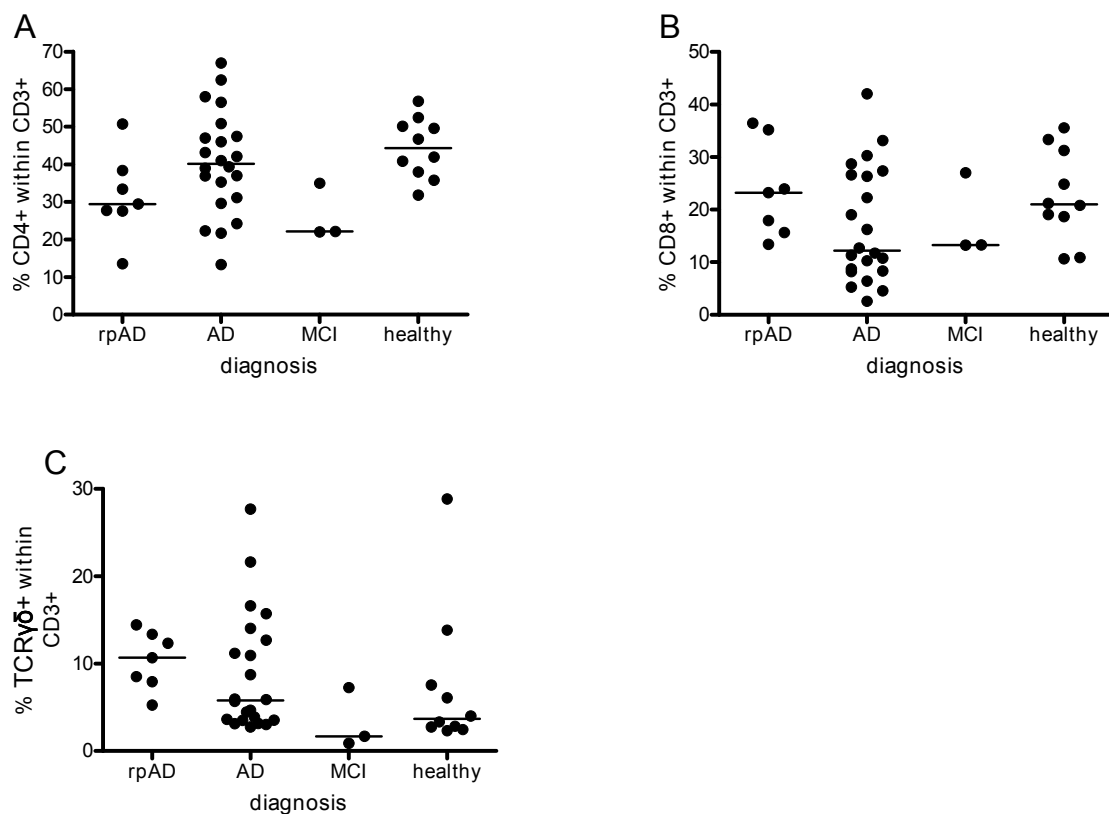 A
% CD4+ within CD3+
70
60
50
40
30
20
10
0
rpAD AD MCI healthy
diagnosis
B
% CD8+ within CD3+
50
40
30
20
10
0
rpAD AD MCI healthy
diagnosis
C
% TCRγδ+ within
CD3+
30
20
10
0
rpAD AD MCI healthy
diagnosis